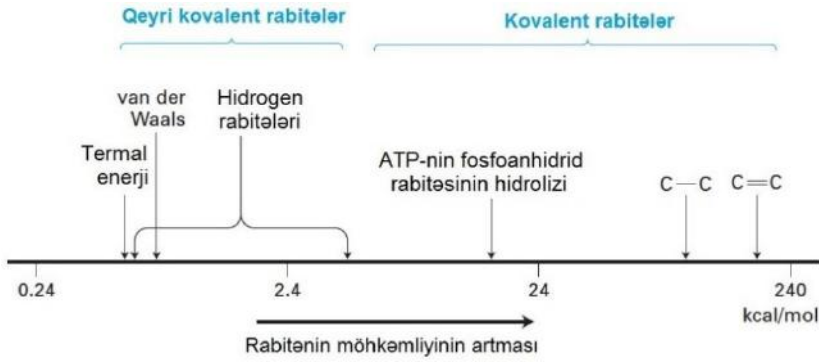 Qeyri kovalent rabitələr
Kovalent rabitələr
van der
Waals
Hidrogen
rabitələri
Termal
enerji
ATP-nin fosfoanhidrid
rabitəsinin hidrolizi
C—C
C=C
0.24
2.4
24
240
kcal/mol
Rabitənin möhkəmliyinin artması